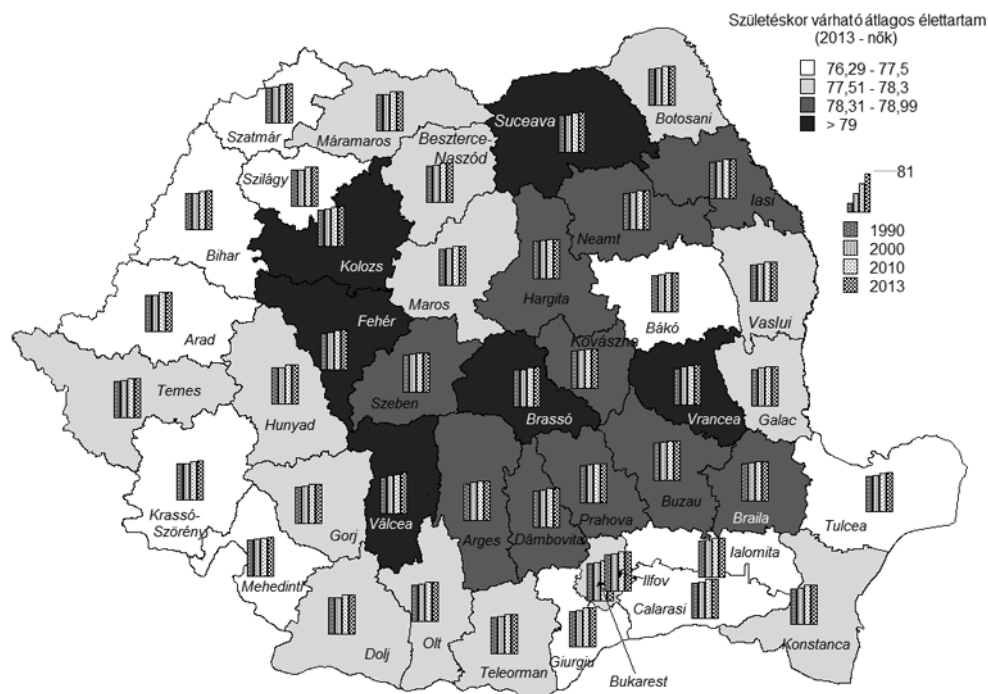 Születéskor várható átlagos élettartam
(2013 - nők)
76,29 - 77,5
77,51 - 78,3
78,31 - 78,99
> 79
81
1990
2000
2010
2013
Szatmár
Máramaros
Suceava
Botosani
Beszterce-
Naszód
Szilágy
Iasi
Neamt
Bihar
Kolozs
Maros
Hargita
Bákó
Vaslui
Fehér
Arad
Kovászna
Temes
Szeben
Brassó
Vrancea
Galac
Hunyad
Krassó-
Szörény
Gorj
Vâlcea
Arges
Dâmbovita
Prahova
Buzau
Braila
Tulcea
Mehedinti
Ialomita
Ilfov
Calarasi
Dolj
Olt
Teleorman
Giurgiu
Bukarest
Konstanca